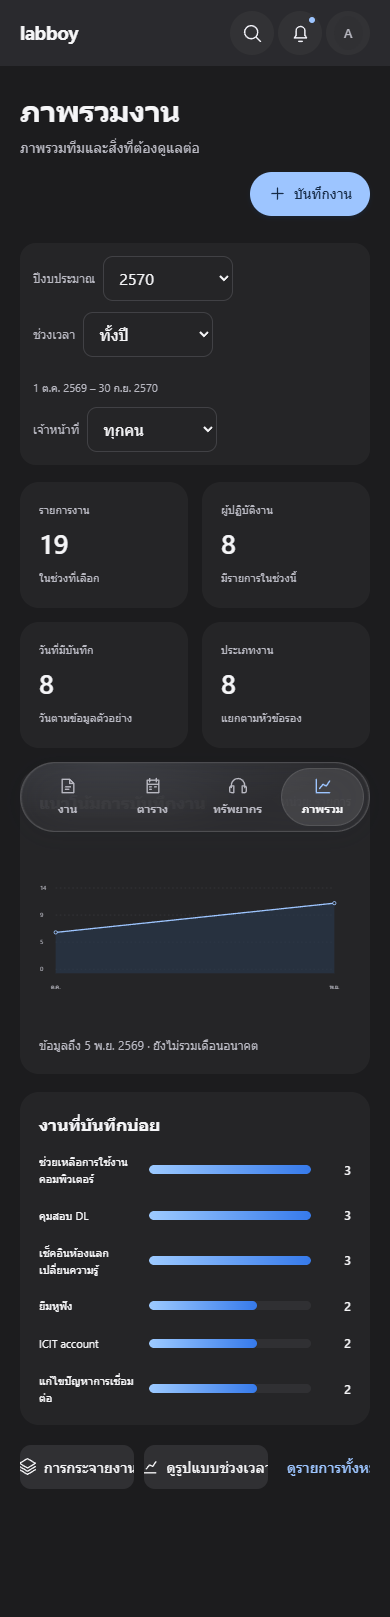 labboy
A
ภาพรวมงาน
ภาพรวมทีมและสิ่งที่ต้องดูแลต่อ
บันทึกงาน
ปีงบประมาณ 2570
ช่วงเวลา ทั้งปี
1 ต.ค. 2569 – 30 ก.ย. 2570
เจ้าหน้าที่ ทุกคน
รายการงาน
19
ในช่วงที่เลือก
ผู้ปฏิบัติงาน
8
มีรายการในช่วงนี้
วันที่มีบันทึก
8
วันตามข้อมูลตัวอย่าง
ประเภทงาน
8
แยกตามหัวข้อรอง
งาน ตาราง ทรัพยากร ภาพรวม
14
9
5
0
ต.ค. พ.ย.
ข้อมูลถึง 5 พ.ย. 2569 · ยังไม่รวมเดือนอนาคต
งานที่บันทึกบ่อย
ช่วยเหลือการใช้งาน
คอมพิวเตอร์ 3
คุมสอบ DL 3
เช็คอินห้องแลก
เปลี่ยนความรู้ 3
ยืมหูฟัง 2
ICIT account 2
แก้ไขปัญหาการเชื่อม
ต่อ 2
การกระจายงาน ดูรูปแบบช่วงเวลา ดูรายการทั้งห